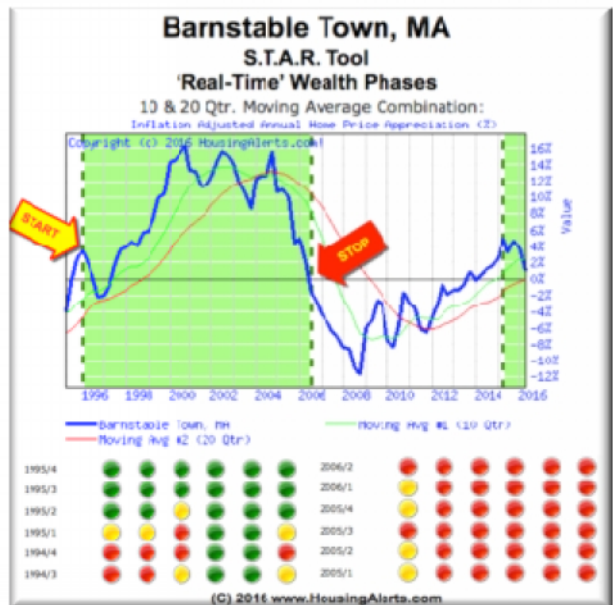 Barnstable Town, MA
S.T.A.R. Tool
'Real-Time' Wealth Phases
10 & 20 Qtr. Moving Average Combination:
Inflation Adjusted Annual Home Price Appreciation (%)
Copyright (c) 2016 HousingAlerts.com!
START
STOP
16%
14%
12%
10%
8%
6%
4%
2%
0%
-2%
-4%
-6%
-8%
-10%
-12%
Value
1996 1998 2000 2002 2004 2006 2008 2010 2012 2014 2016
Barnstable Town, MA
Moving Avg #1 (10 Qtr)
Moving Avg #2 (20 Qtr)
1995/4
1995/3
1995/2
1995/1
1994/4
1994/3
2006/2
2006/1
2005/4
2005/3
2005/2
2005/1
(C) 2016 www.HousingAlerts.com